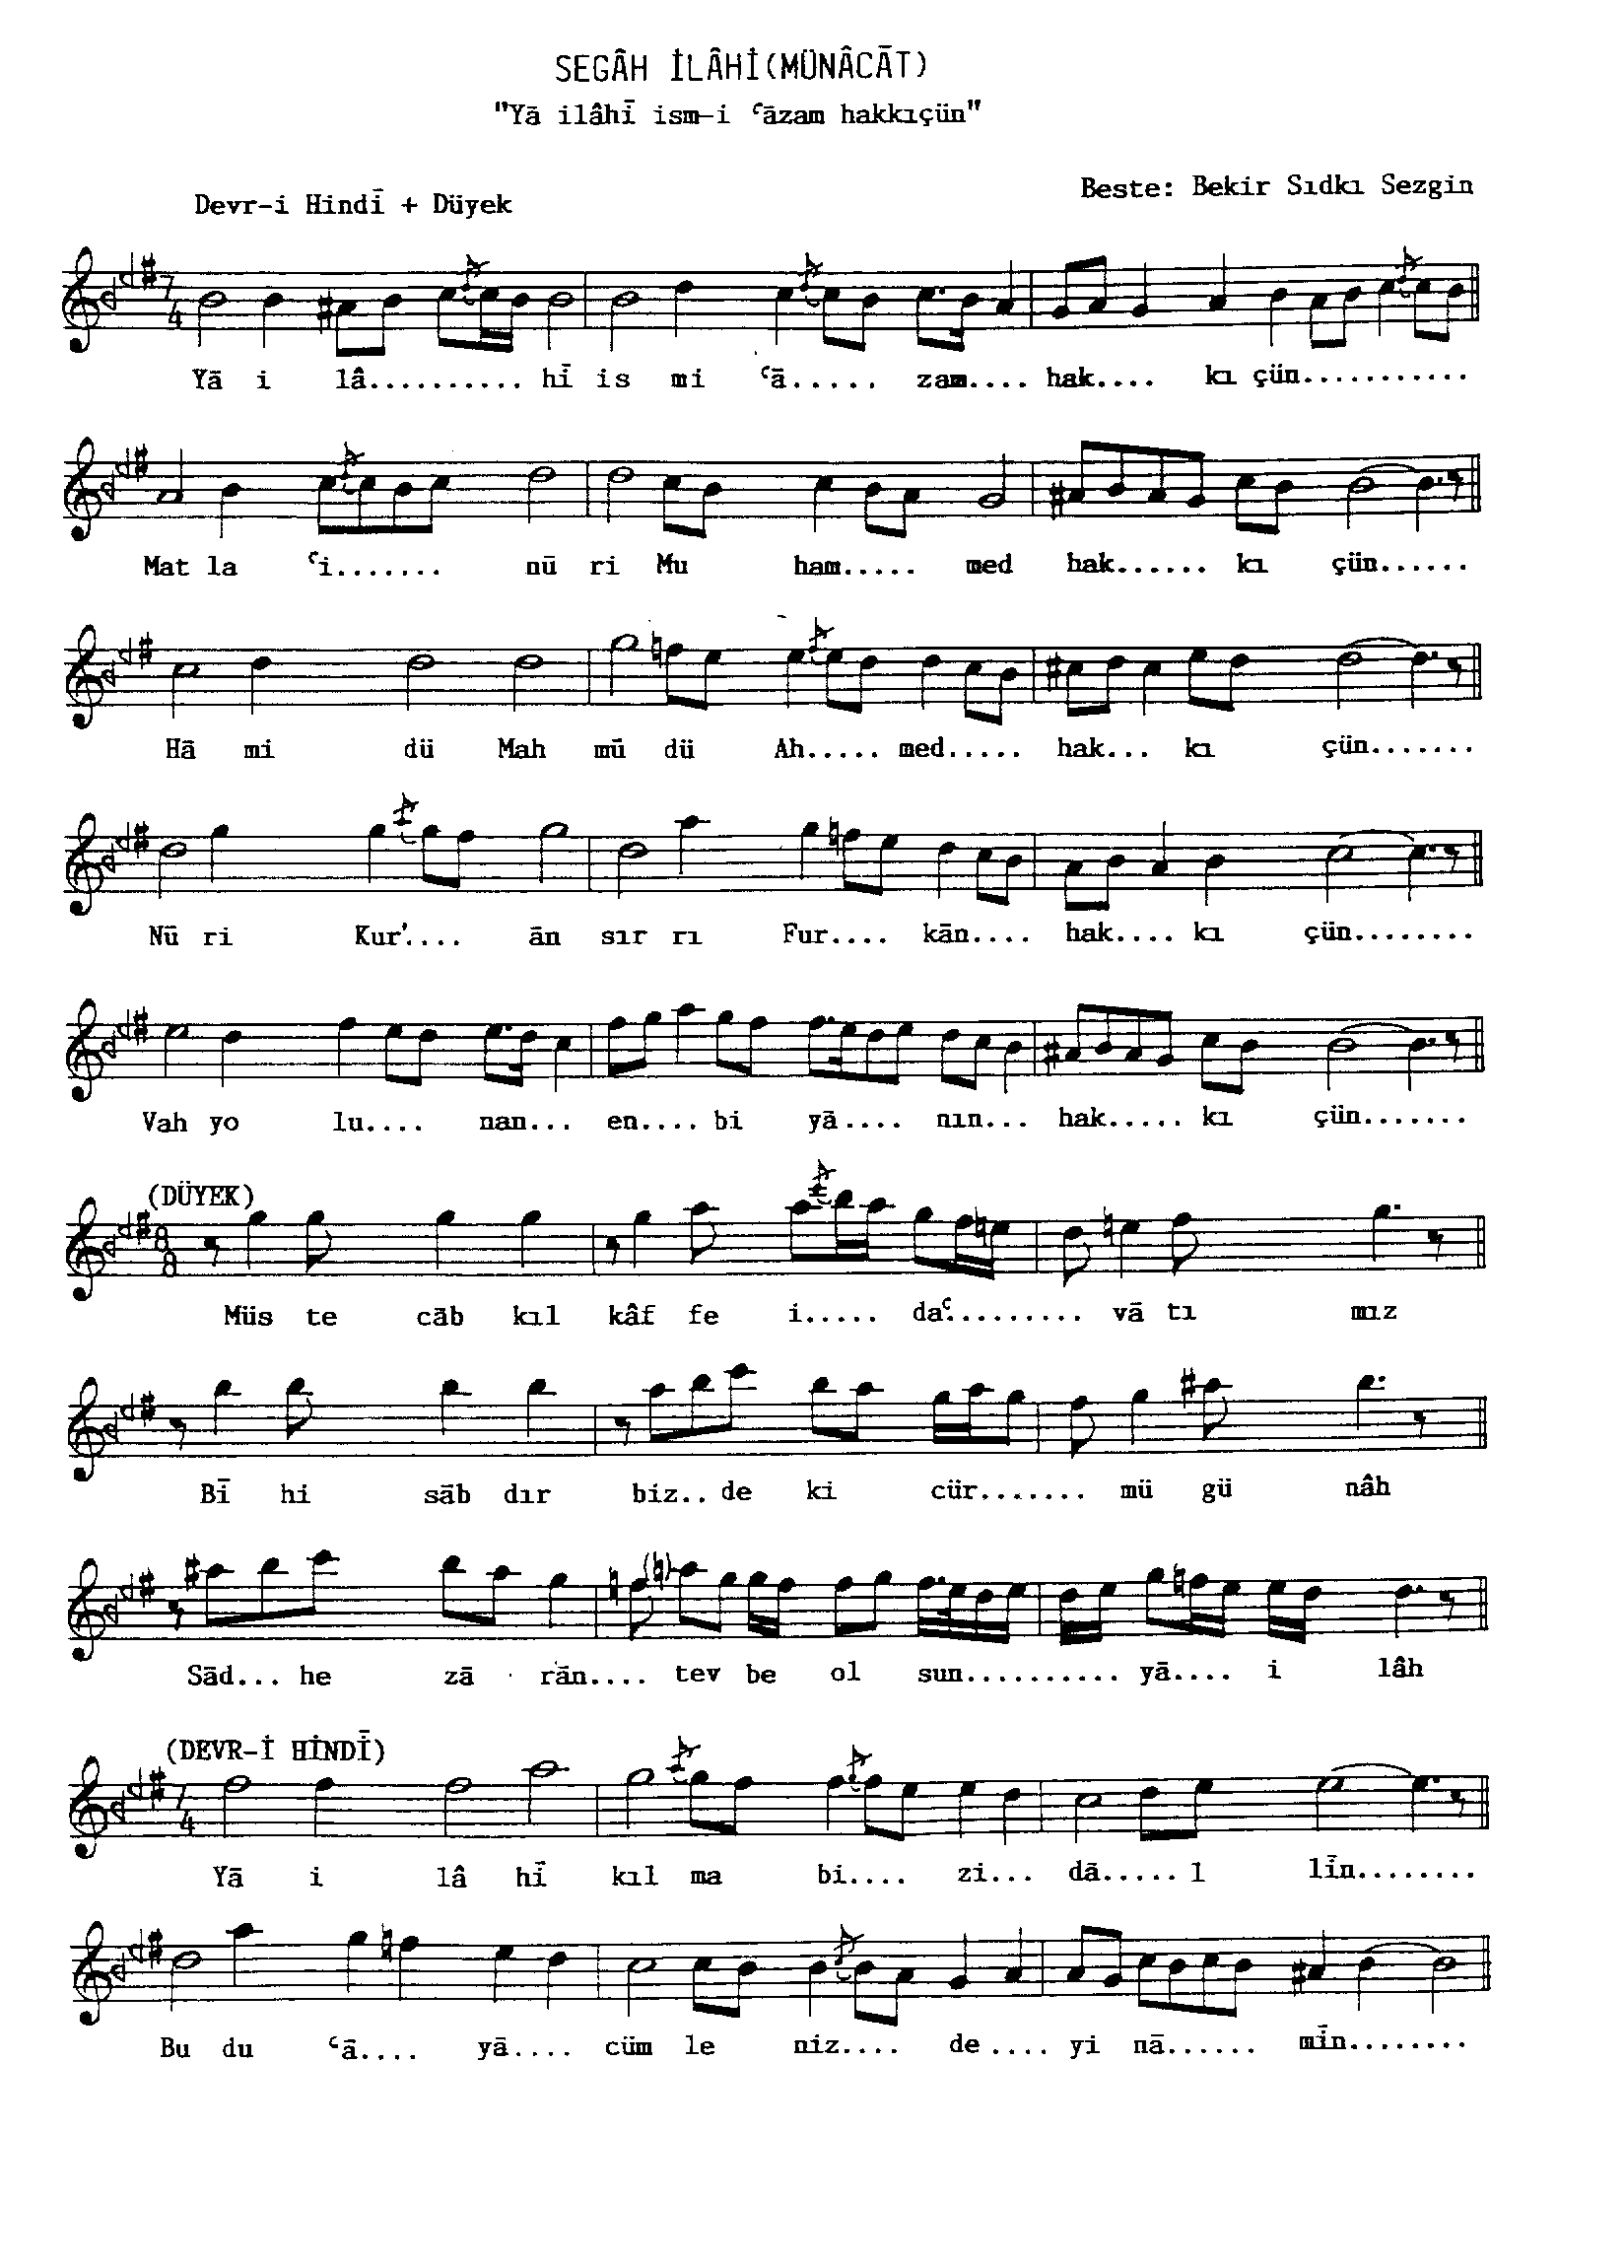 SEGÂH İLÂHİ(MÜNÂCĀT)
"Yā ilâhī ism-i ʿāzam hakkıçün"
Devr-i Hindī + Düyek
Beste: Bekir Sıdkı Sezgin
7 4
Yā i lâ.......... hī is mi ʿā..... zam.... hak.... kı çün...........
Mat la ʿi....... nū ri Mu ham..... med hak...... kı çün......
Hā mi dü Mah mū dü Ah..... med..... hak... kı çün.......
Nū ri Kur'.... ān sır rı Fur.... kān.... hak.... kı çün........
Vah yo lu.... nan... en.... bi yā.... nın... hak..... kı çün.......
(DÜYEK)
8 8
Müs te cāb kıl kâf fe i..... daʿ......... vā tı mız
Bī hi sāb dır biz.. de ki cür....... mü gü nâh
Sād... he zā rān.... tev be ol sun.......... yā.... i lâh
(DEVR-İ HİNDĪ)
7 4
Yā i lâ hī kıl ma bi.... zi... dā..... l līn........
Bu du ʿā.... yā.... cüm le niz.... de .... yi nā...... mīn........